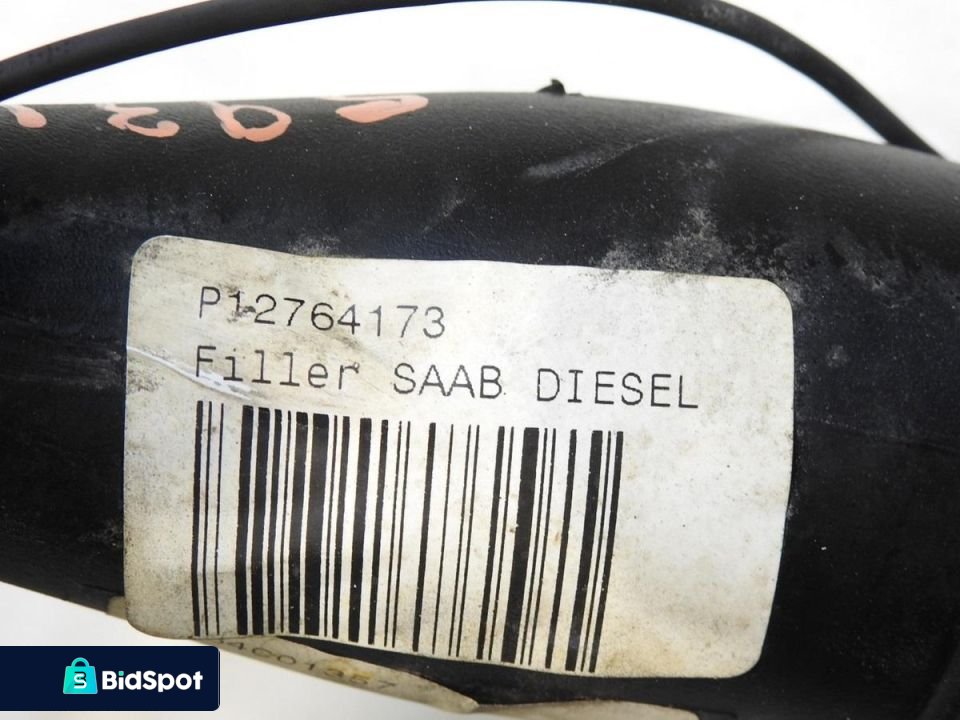 P12764173
Filler SAAB DIESEL
BidSpot